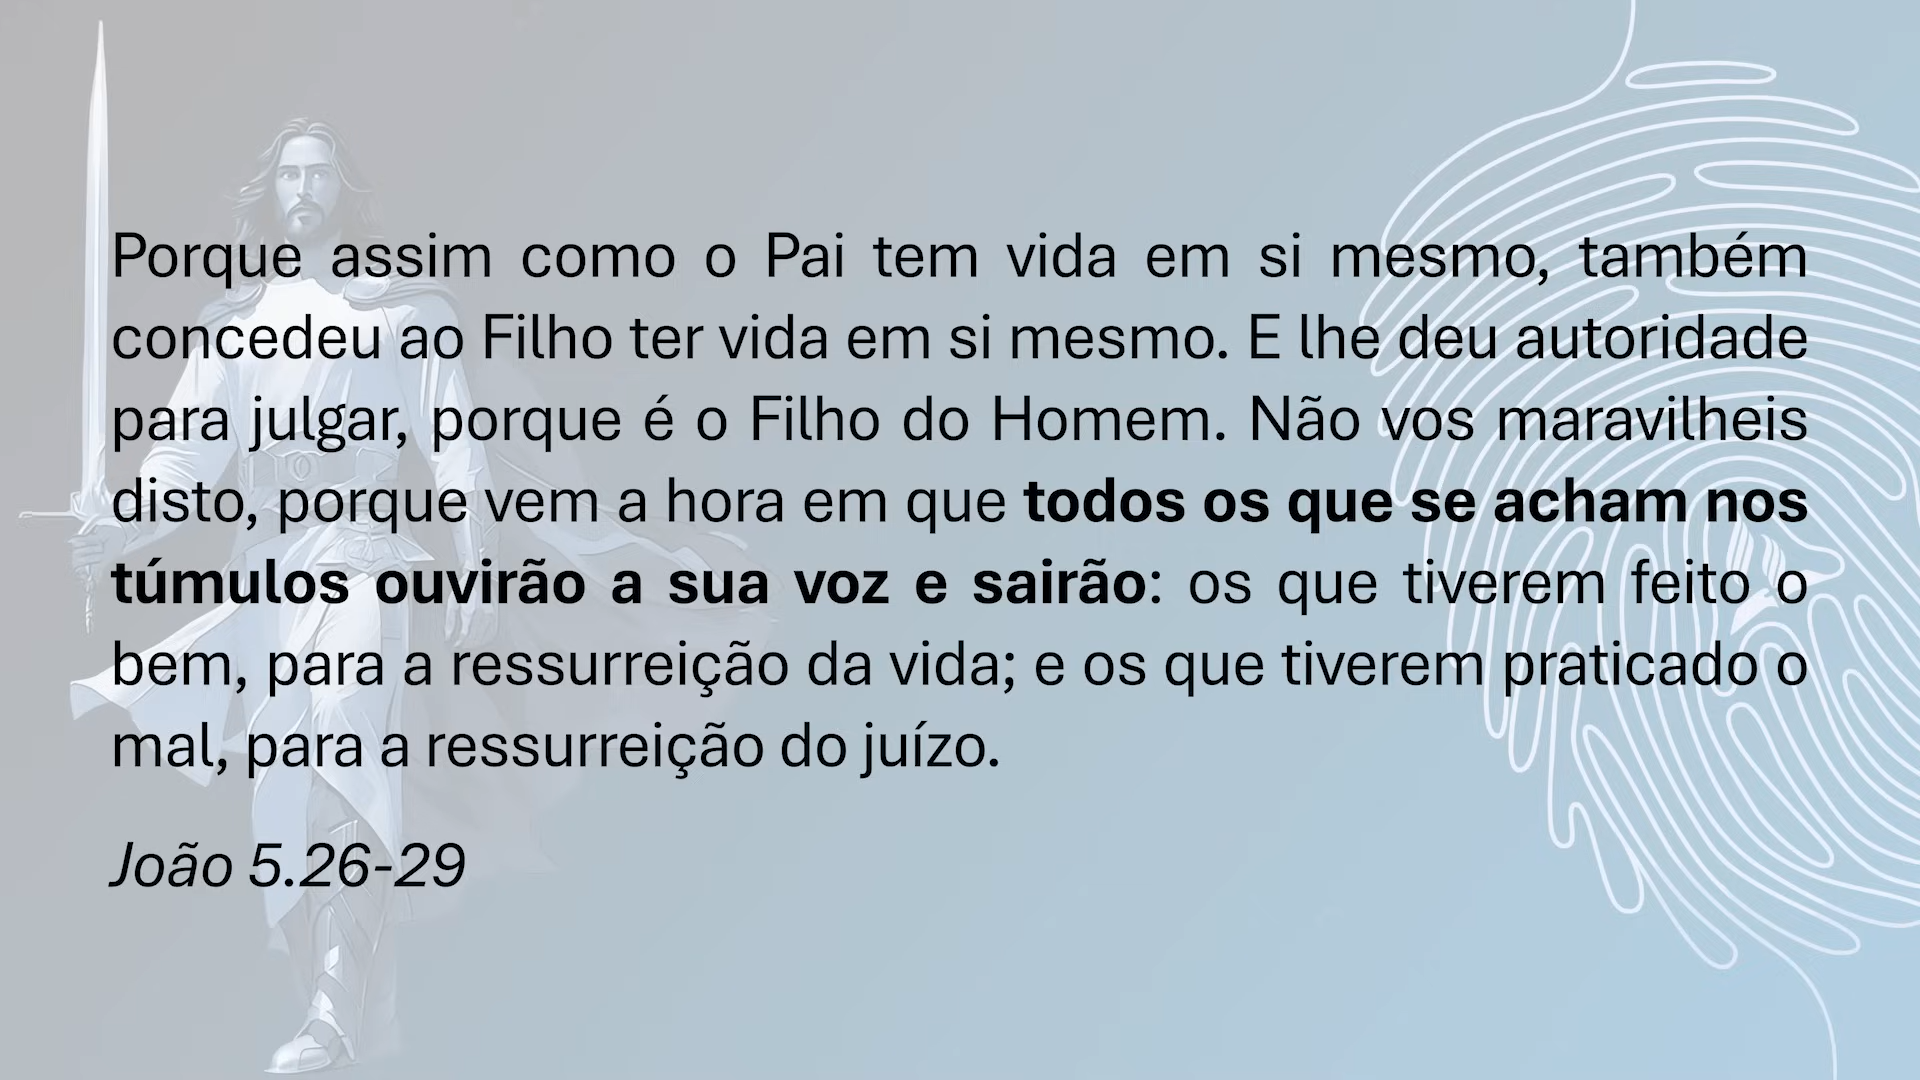 Porque assim como o Pai tem vida em si mesmo, também
concedeu ao Filho ter vida em si mesmo. E lhe deu autoridade
para julgar, porque é o Filho do Homem. Não vos maravilheis
disto, porque vem a hora em que todos os que se acham nos
túmulos ouvirão a sua voz e sairão: os que tiverem feito o
bem, para a ressurreição da vida; e os que tiverem praticado o
mal, para a ressurreição do juízo.
João 5.26-29